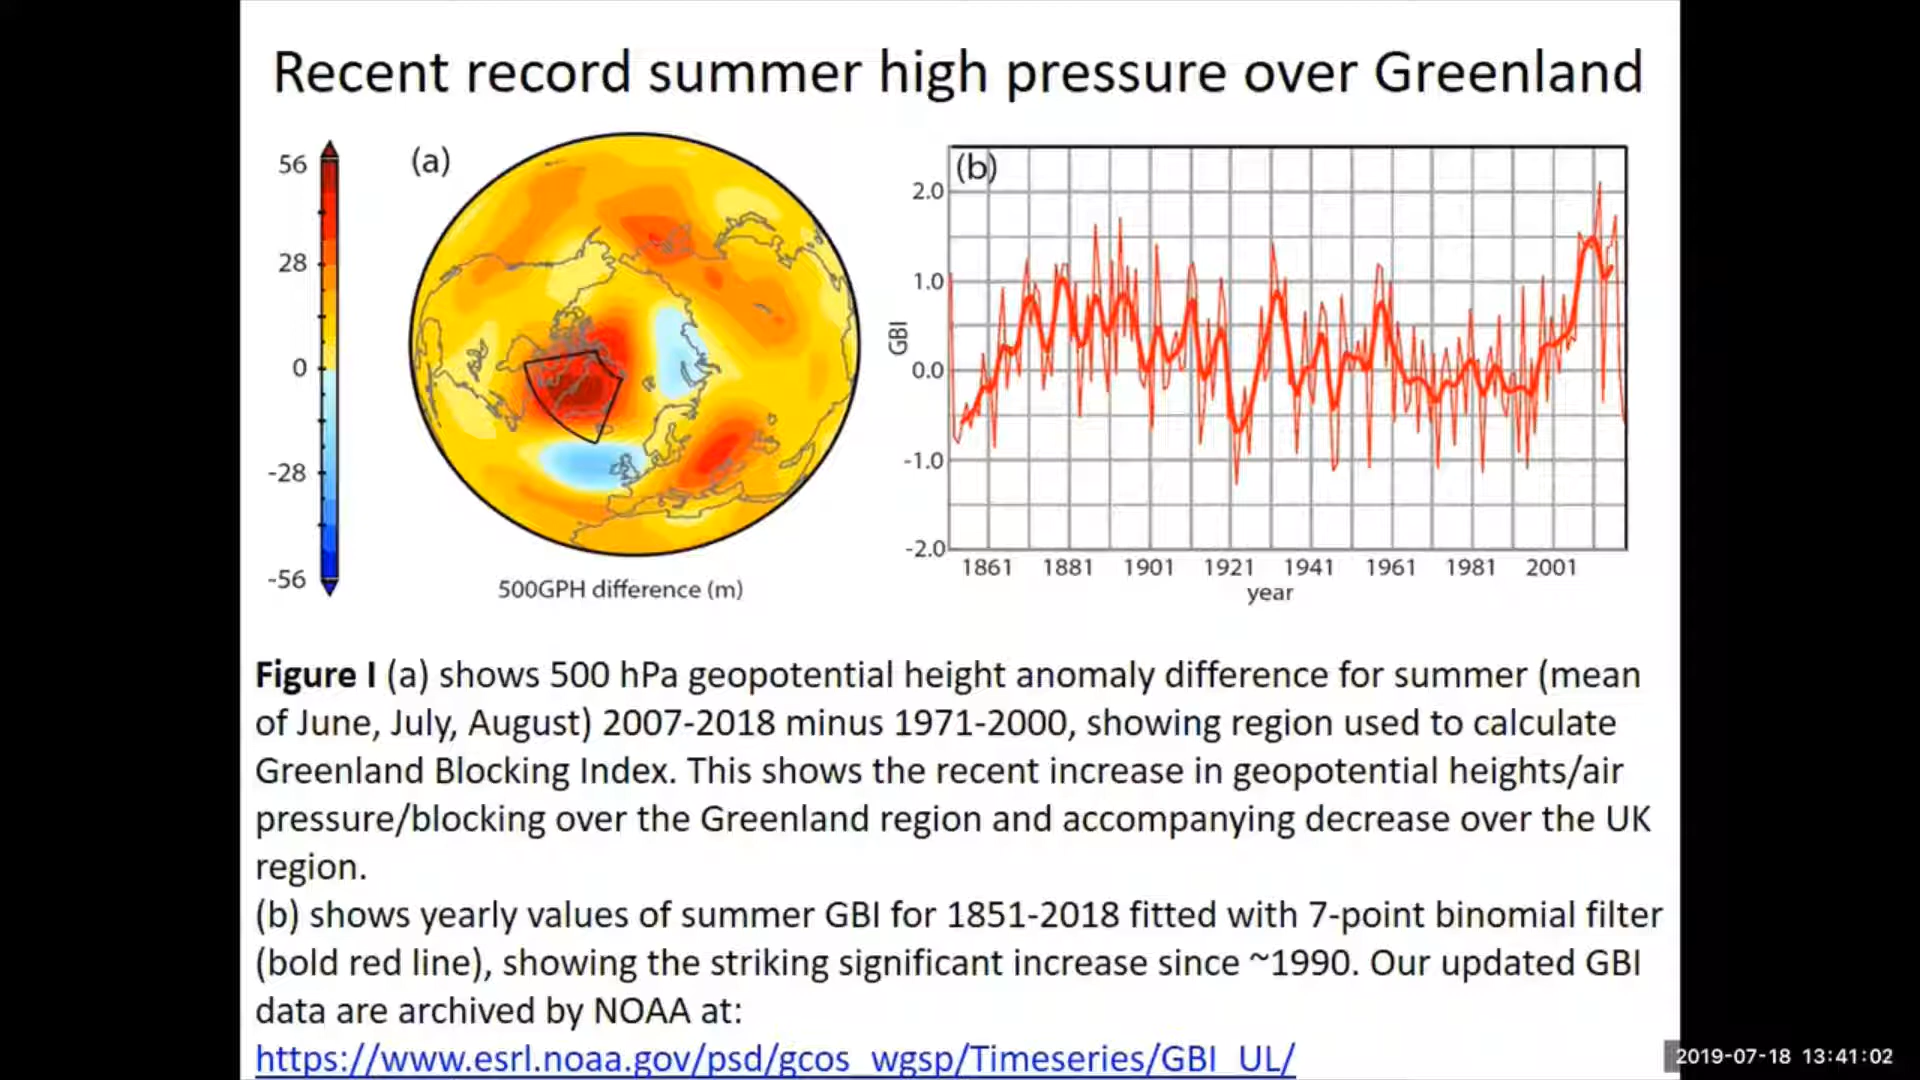 Recent record summer high pressure over Greenland
56
28
0
-28
-56
(a)
500GPH difference (m)
(b)
2.0
1.0
0.0
-1.0
-2.0
GBI
1861 1881 1901 1921 1941 1961 1981 2001
year
Figure I (a) shows 500 hPa geopotential height anomaly difference for summer (mean
of June, July, August) 2007-2018 minus 1971-2000, showing region used to calculate
Greenland Blocking Index. This shows the recent increase in geopotential heights/air
pressure/blocking over the Greenland region and accompanying decrease over the UK
region.
(b) shows yearly values of summer GBI for 1851-2018 fitted with 7-point binomial filter
(bold red line), showing the striking significant increase since ~1990. Our updated GBI
data are archived by NOAA at:
https://www.esrl.noaa.gov/psd/gcos_wgsp/Timeseries/GBI_UL/
2019-07-18 13:41:02